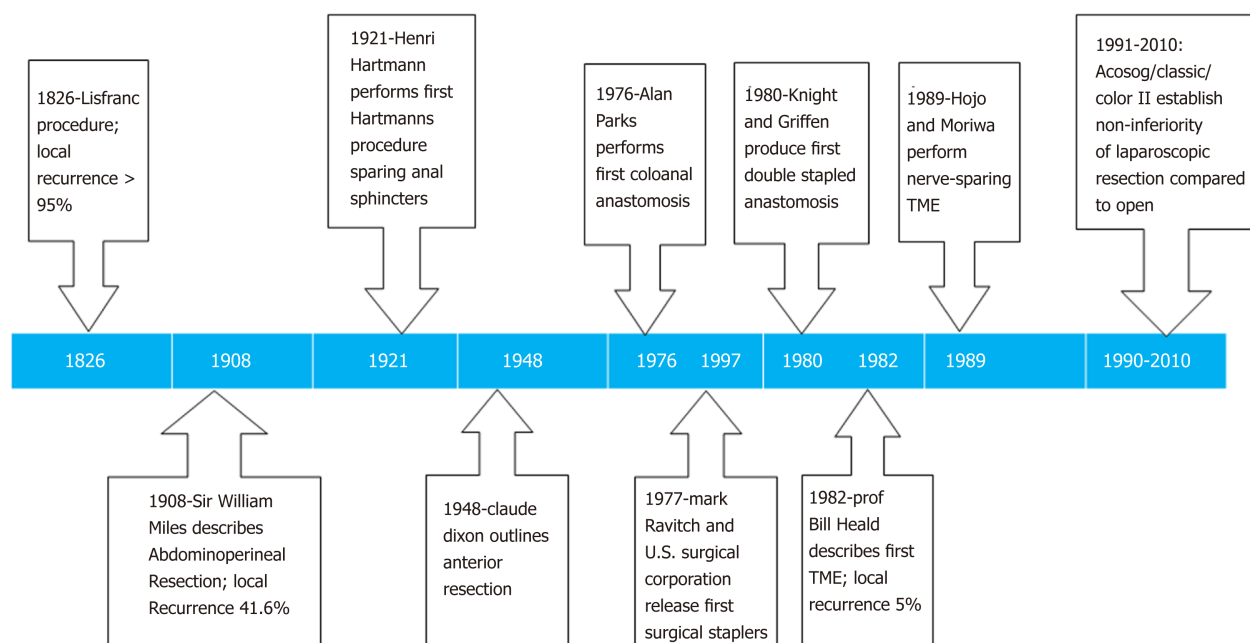 1826-Lisfranc
procedure;
local
recurrence >
95%
1921-Henri
Hartmann
performs first
Hartmanns
procedure
sparing anal
sphincters
1976-Alan
Parks
performs
first coloanal
anastomosis
1980-Knight
and Griffen
produce first
double stapled
anastomosis
1989-Hojo
and Moriwa
perform
nerve-sparing
TME
1991-2010:
Acosog/classic/
color II establish
non-inferiority
of laparoscopic
resection compared
to open
1826 1908 1921 1948 1976 1997 1980 1982 1989 1990-2010
1908-Sir William
Miles describes
Abdominoperineal
Resection; local
Recurrence 41.6%
1948-claude
dixon outlines
anterior
resection
1977-mark
Ravitch and
U.S. surgical
corporation
release first
surgical staplers
1982-prof
Bill Heald
describes first
TME; local
recurrence 5%